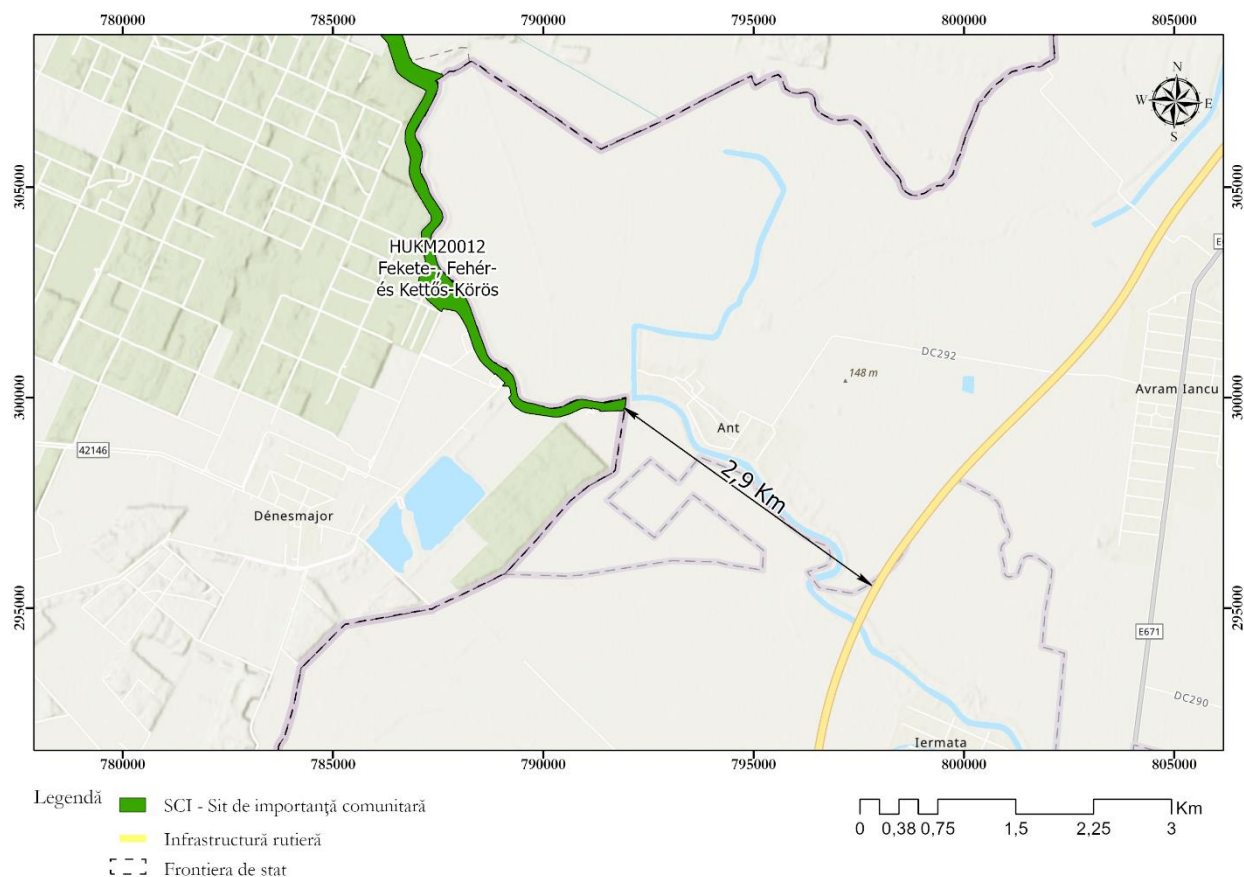 780000 785000 790000 795000 800000 805000
N
W E
S
305000 305000
HUKM20012
Fekete-, Fehér-
és Kettős-Körös
E
DC292
148 m
Avram Iancu
300000 300000
42146
Ant
2,9 Km
Dénesmajor
295000 295000
E671
DC290
Iermata
780000 785000 790000 795000 800000 805000
Legendă
SCI - Sit de importanță comunitară
Infrastructură rutieră
Frontiera de stat
Km
0 0,38 0,75 1,5 2,25 3